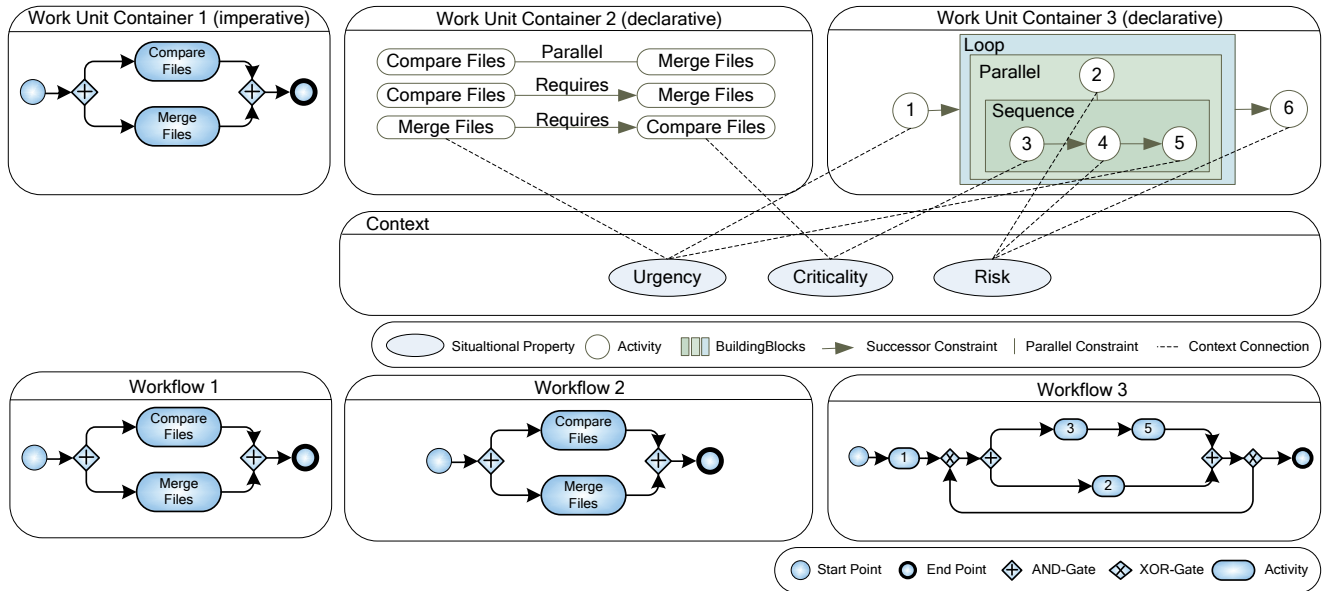 Work Unit Container 1 (imperative)
Compare
Files
Merge
Files
Work Unit Container 2 (declarative)
Compare Files Parallel Merge Files
Compare Files Requires Merge Files
Merge Files Requires Compare Files
Work Unit Container 3 (declarative)
Loop
Parallel
2
1
6
Sequence
3 4 5
Context
Urgency Criticality Risk
Situaltional Property Activity BuildingBlocks Successor Constraint Parallel Constraint Context Connection
Workflow 1
Compare
Files
Merge
Files
Workflow 2
Compare
Files
Merge
Files
Workflow 3
3 5
1
2
Start Point End Point AND-Gate XOR-Gate Activity